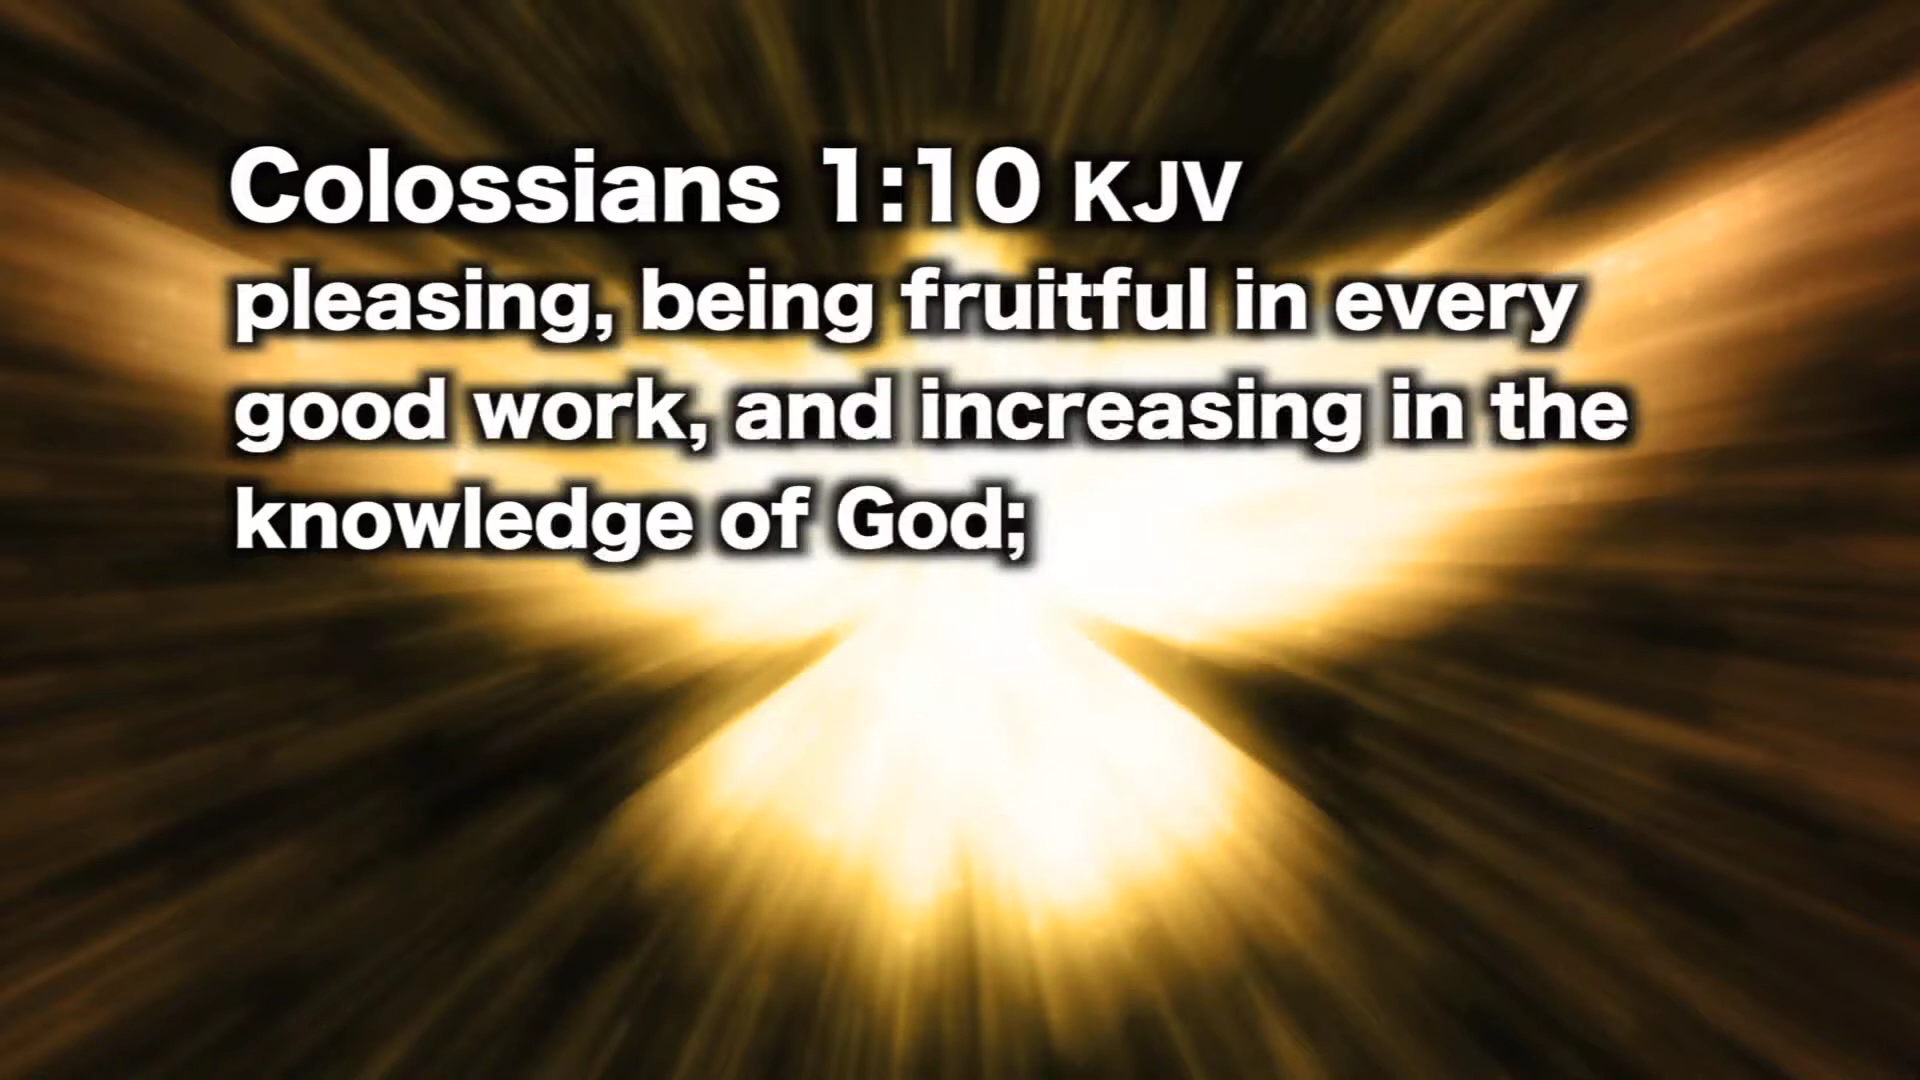 Colossians 1:10 KJV
pleasing, being fruitful in every
good work, and increasing in the
knowledge of God;